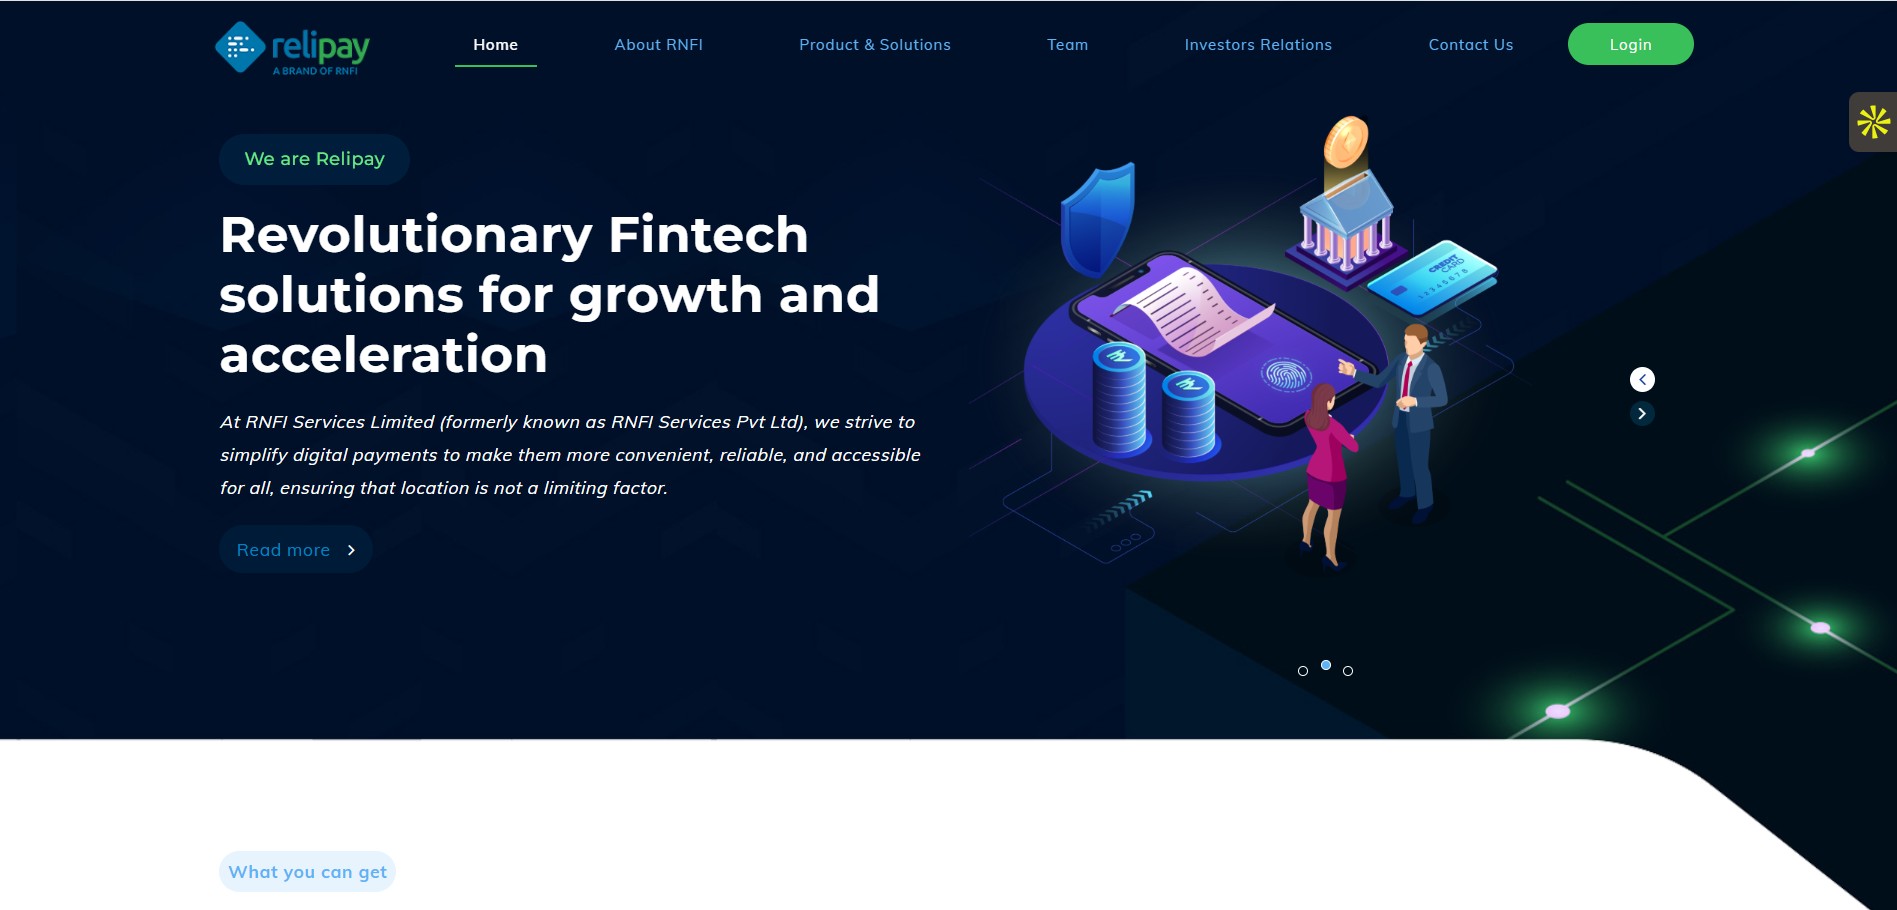 relipay
A BRAND OF RNFI
Home
About RNFI
Product & Solutions
Team
Investors Relations
Contact Us
Login
We are Relipay
Revolutionary Fintech
solutions for growth and
acceleration
At RNFI Services Limited (formerly known as RNFI Services Pvt Ltd), we strive to
simplify digital payments to make them more convenient, reliable, and accessible
for all, ensuring that location is not a limiting factor.
Read more
CREDIT
CARD
12345678
What you can get